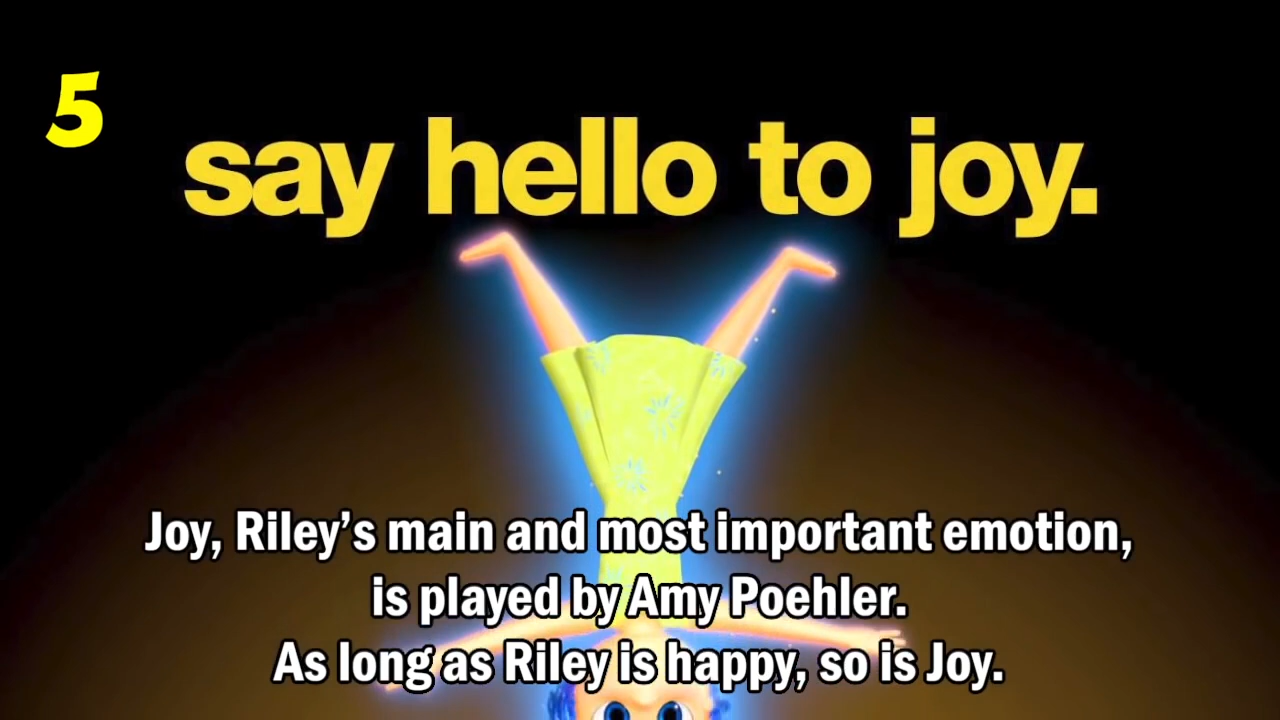 5
say hello to joy.
Joy, Riley’s main and most important emotion,
is played by Amy Poehler.
As long as Riley is happy, so is Joy.